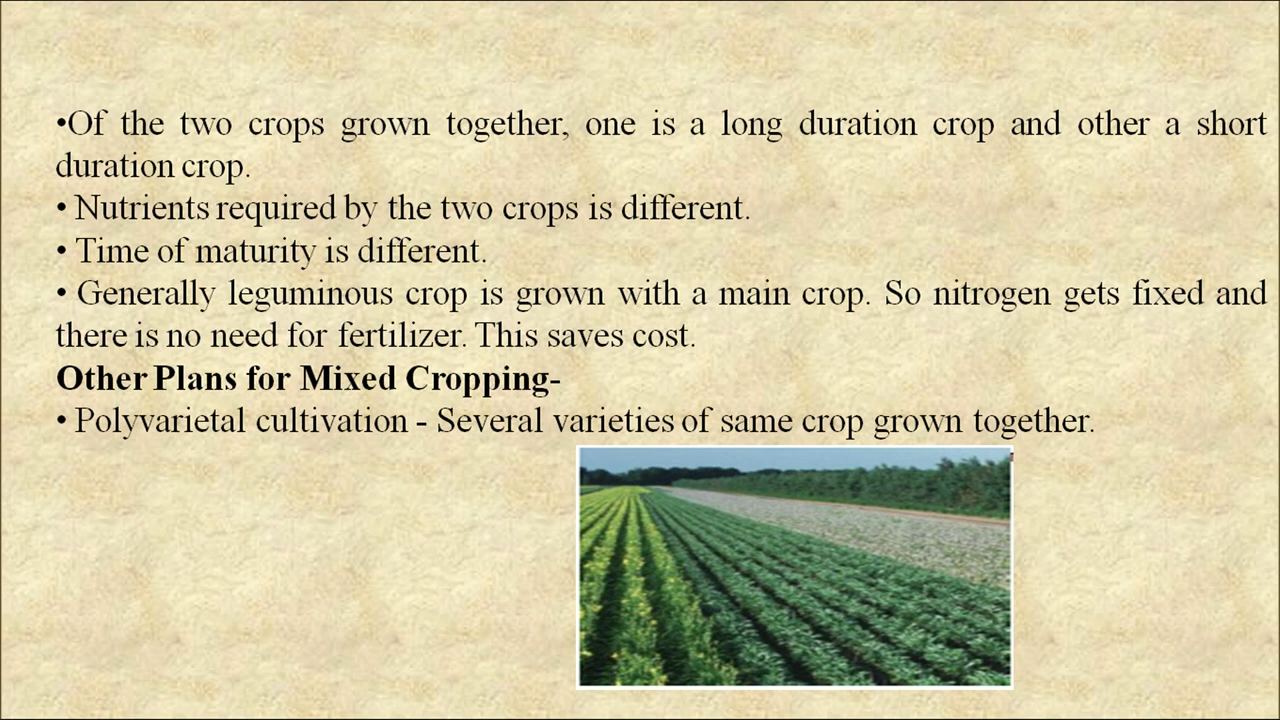 •Of the two crops grown together, one is a long duration crop and other a short
duration crop.
• Nutrients required by the two crops is different.
• Time of maturity is different.
• Generally leguminous crop is grown with a main crop. So nitrogen gets fixed and
there is no need for fertilizer. This saves cost.
Other Plans for Mixed Cropping-
• Polyvarietal cultivation - Several varieties of same crop grown together.